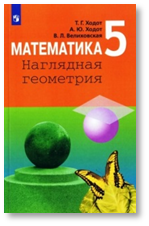 Т. Г. Ходот
А. Ю. Ходот
В. Л. Велиховская
МАТЕМАТИКА 5
Наглядная
геометрия